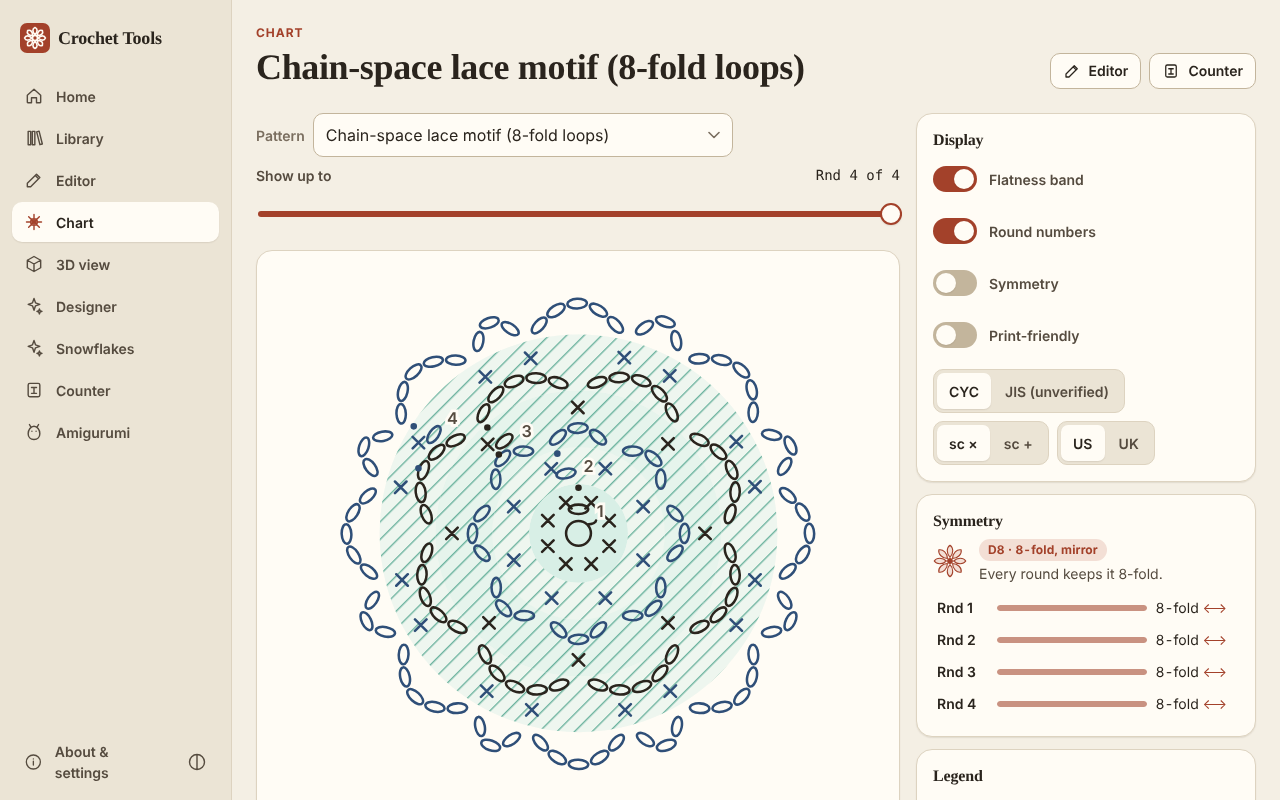 Crochet Tools
Home
Library
Editor
Chart
3D view
Designer
Snowflakes
Counter
Amigurumi
About &
settings
CHART
Chain-space lace motif (8-fold loops)
Editor
Counter
Pattern
Chain-space lace motif (8-fold loops)
Show up to
Rnd 4 of 4
4
3
2
1
Display
Flatness band
Round numbers
Symmetry
Print-friendly
CYC JIS (unverified)
sc × sc + US UK
Symmetry
D8 · 8-fold, mirror
Every round keeps it 8-fold.
Rnd 1 8-fold ↔
Rnd 2 8-fold ↔
Rnd 3 8-fold ↔
Rnd 4 8-fold ↔
Legend